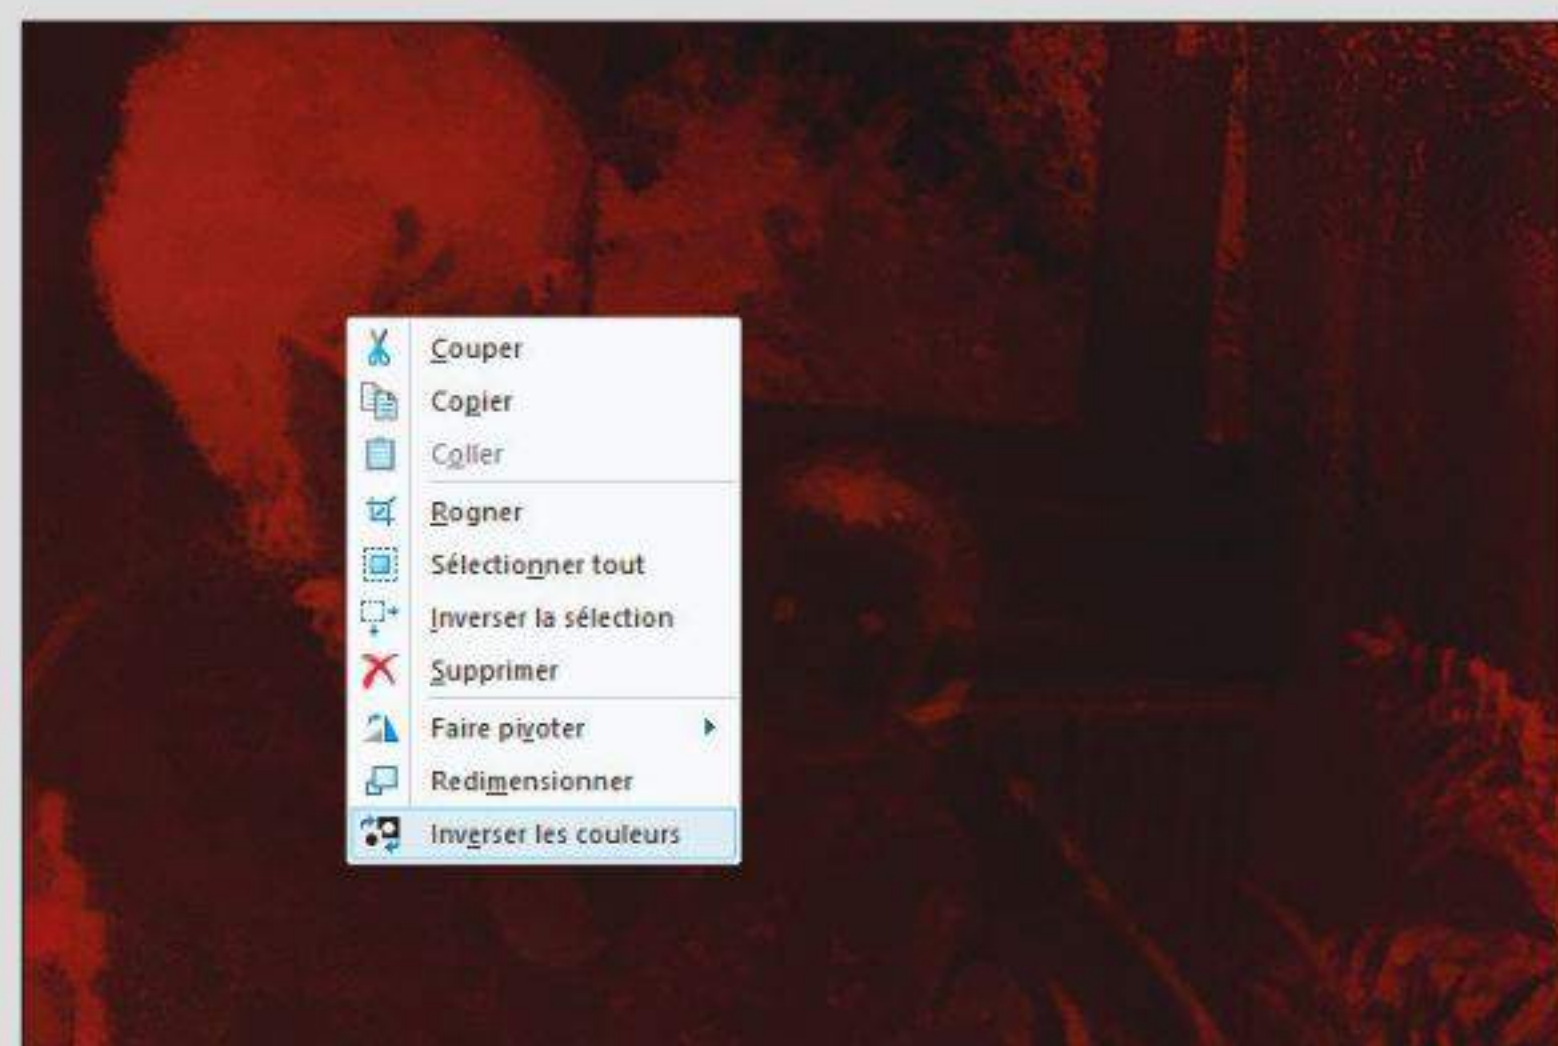 Couper
Copier
Coller
Rogner
Sélectionner tout
Inverser la sélection
Supprimer
Faire pivoter
Redimensionner
Inverser les couleurs